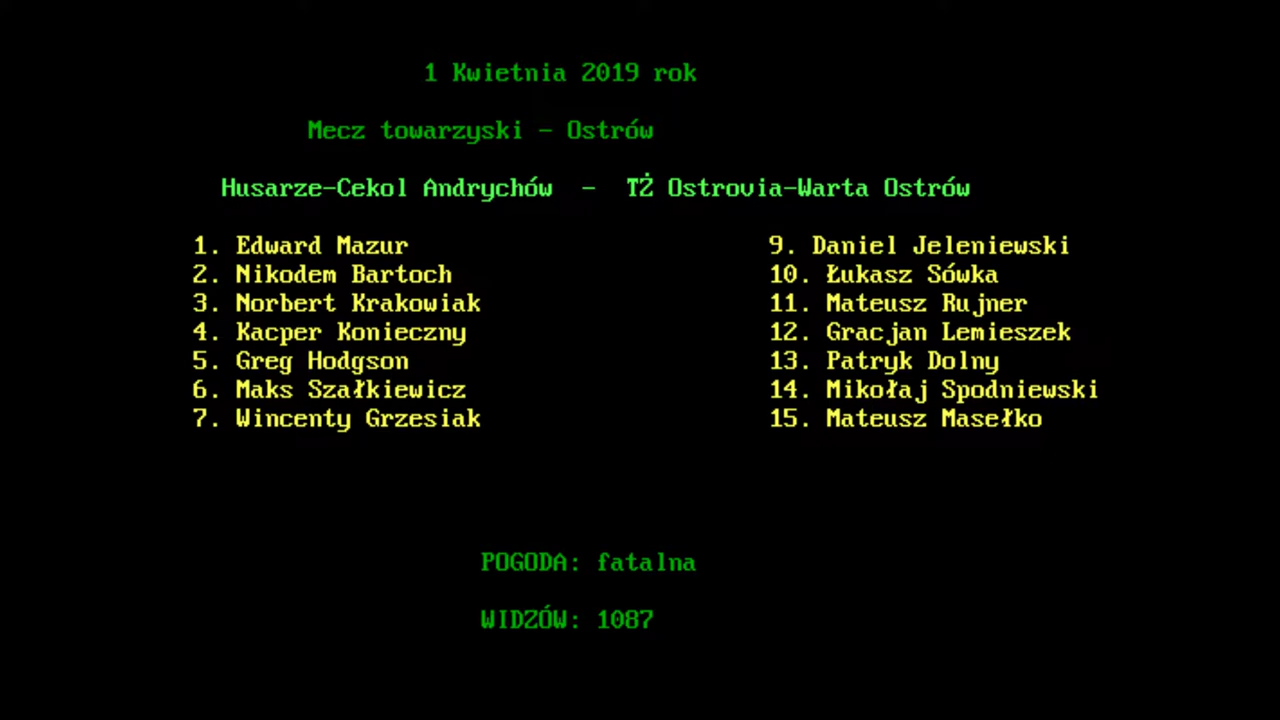 1 Kwietnia 2019 rok
Mecz towarzyski - Ostrów
Husarze-Cekol Andrychów - TŻ Ostrovia-Warta Ostrów
1. Edward Mazur 9. Daniel Jeleniewski
2. Nikodem Bartoch 10. Łukasz Sówka
3. Norbert Krakowiak 11. Mateusz Rujner
4. Kacper Konieczny 12. Gracjan Lemieszek
5. Greg Hodgson 13. Patryk Dolny
6. Maks Szałkiewicz 14. Mikołaj Spodniewski
7. Wincenty Grzesiak 15. Mateusz Masełko
POGODA: fatalna
WIDZÓW: 1087